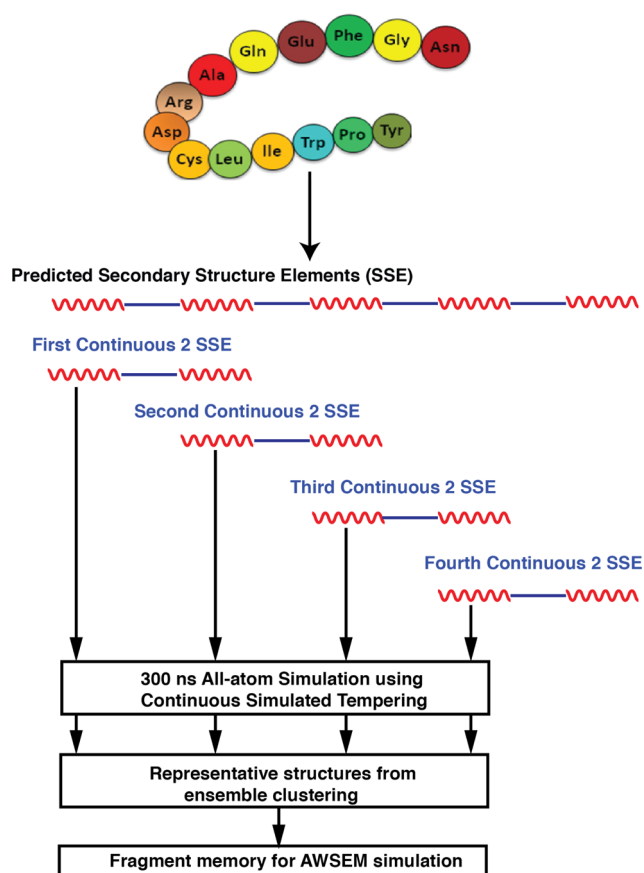 Gln
Glu
Phe
Gly
Asn
Ala
Arg
Asp
Cys
Leu
Ile
Trp
Pro
Tyr
Predicted Secondary Structure Elements (SSE)
First Continuous 2 SSE
Second Continuous 2 SSE
Third Continuous 2 SSE
Fourth Continuous 2 SSE
300 ns All-atom Simulation using
Continuous Simulated Tempering
Representative structures from
ensemble clustering
Fragment memory for AWSEM simulation